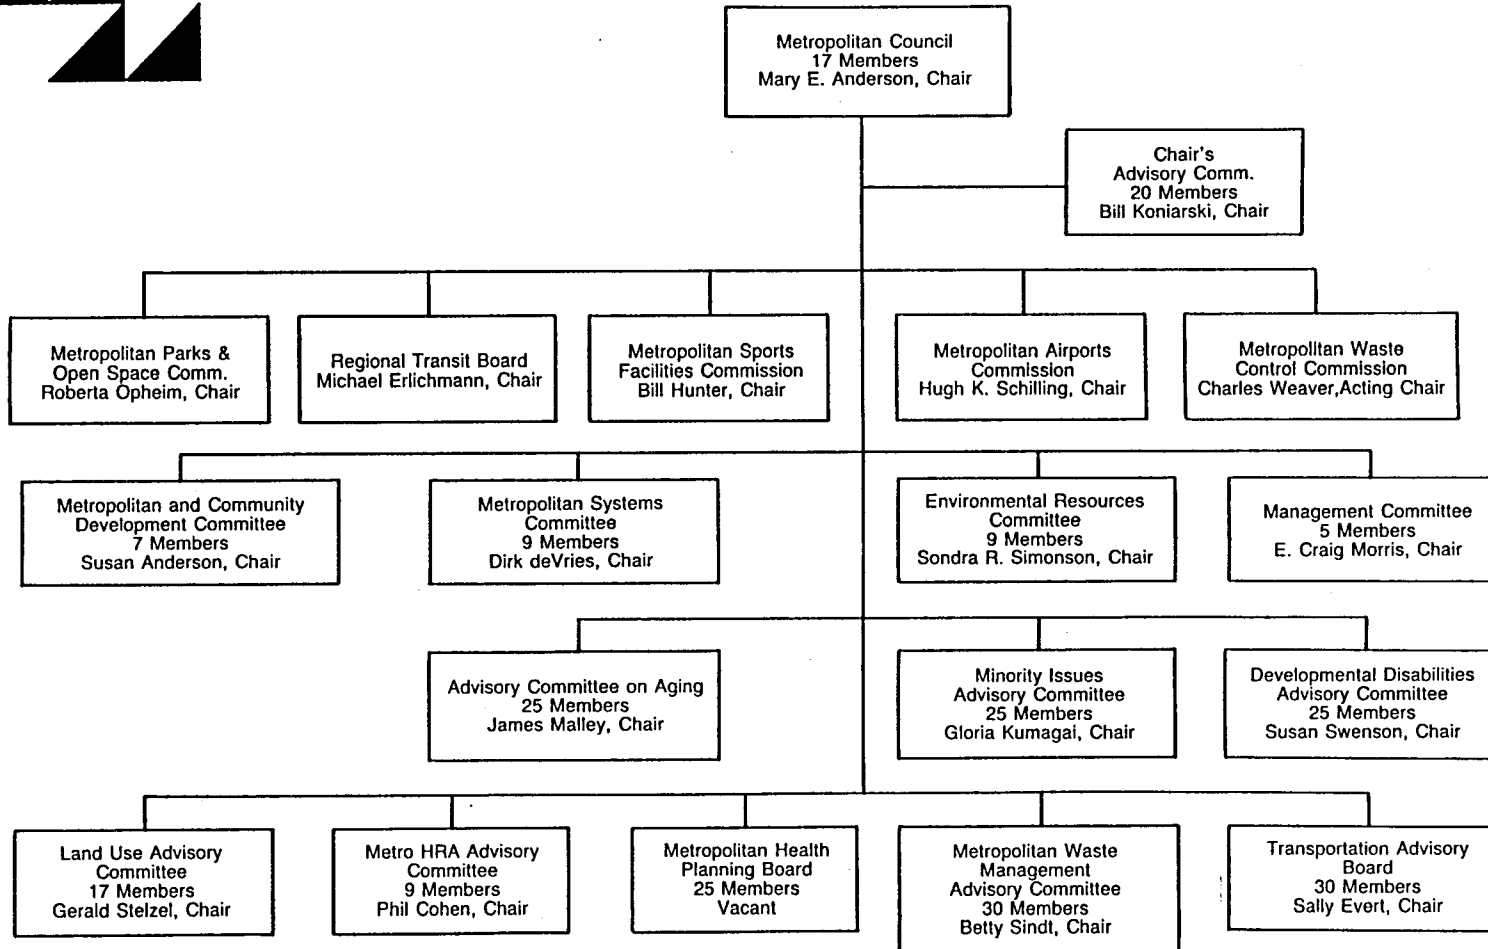 Metropolitan Council
17 Members
Mary E. Anderson, Chair
Chair's
Advisory Comm.
20 Members
Bill Koniarski, Chair
Metropolitan Parks &
Open Space Comm.
Roberta Opheim, Chair
Regional Transit Board
Michael Erlichmann, Chair
Metropolitan Sports
Facilities Commission
Bill Hunter, Chair
Metropolitan Airports
Commission
Hugh K. Schilling, Chair
Metropolitan Waste
Control Commission
Charles Weaver,Acting Chair
Metropolitan and Community
Development Committee
7 Members
Susan Anderson, Chair
Metropolitan Systems
Committee
9 Members
Dirk deVries, Chair
Environmental Resources
Committee
9 Members
Sondra R. Simonson, Chair
Management Committee
5 Members
E. Craig Morris, Chair
Advisory Committee on Aging
25 Members
James Malley, Chair
Minority Issues
Advisory Committee
25 Members
Gloria Kumagai, Chair
Developmental Disabilities
Advisory Committee
25 Members
Susan Swenson, Chair
Land Use Advisory
Committee
17 Members
Gerald Stelzel, Chair
Metro HRA Advisory
Committee
9 Members
Phil Cohen, Chair
Metropolitan Health
Planning Board
25 Members
Vacant
Metropolitan Waste
Management
Advisory Committee
30 Members
Betty Sindt, Chair
Transportation Advisory
Board
30 Members
Sally Evert, Chair